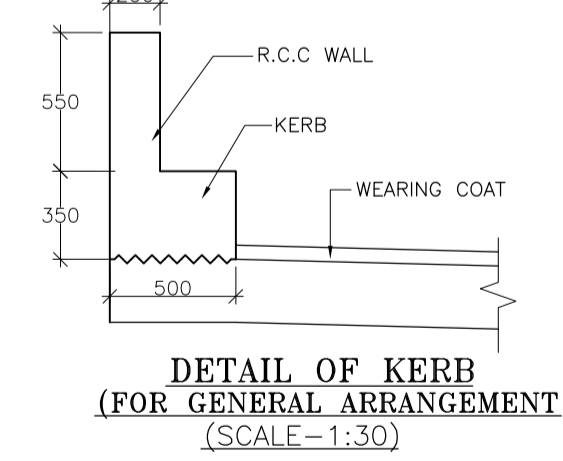 R.C.C WALL
550
KERB
WEARING COAT
350
500
DETAIL OF KERB
(FOR GENERAL ARRANGEMENT
(SCALE-1:30)